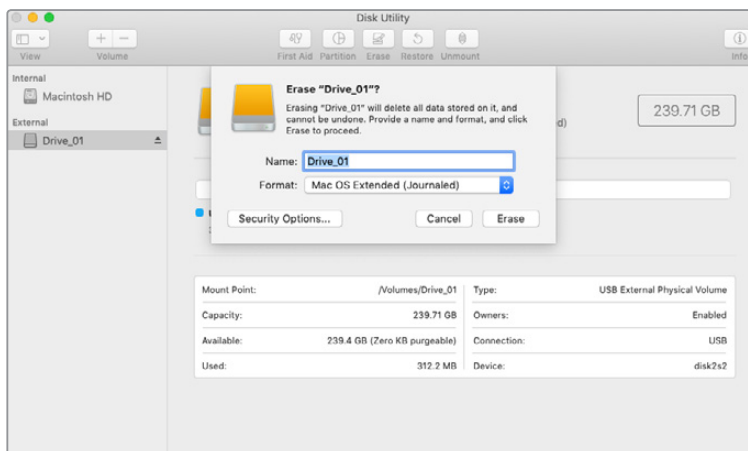 Disk Utility
View
Volume
First Aid Partition Erase Restore Unmount
Info
Internal
Macintosh HD
External
Drive_01
Erase “Drive_01”?
Erasing “Drive_01” will delete all data stored on it, and
cannot be undone. Provide a name and format, and click
Erase to proceed.
d)
239.71 GB
Name: Drive_01
Format: Mac OS Extended (Journaled)
Security Options... Cancel Erase
Mount Point: /Volumes/Drive_01 Type: USB External Physical Volume
Capacity: 239.71 GB Owners: Enabled
Available: 239.4 GB (Zero KB purgeable) Connection: USB
Used: 312.2 MB Device: disk2s2